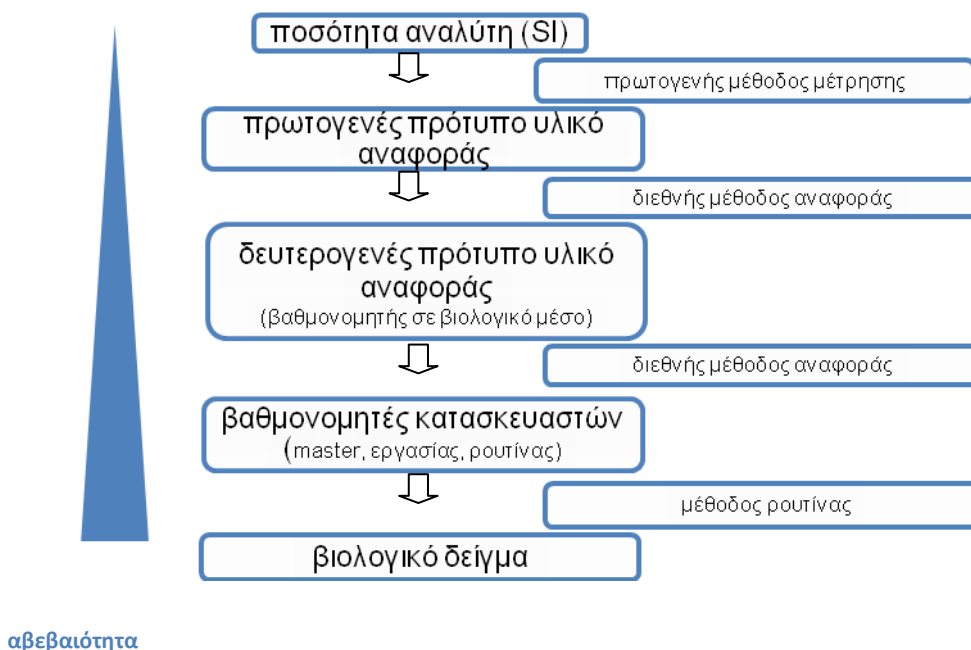 ποσότητα αναλύτη (SI)
πρωτογενής μέθοδος μέτρησης
πρωτογενές πρότυπο υλικό
αναφοράς
διεθνής μέθοδος αναφοράς
δευτερογενές πρότυπο υλικό
αναφοράς
(βαθμονομητής σε βιολογικό μέσο)
διεθνής μέθοδος αναφοράς
βαθμονομητές κατασκευαστών
(master, εργασίας, ρουτίνας)
μέθοδος ρουτίνας
βιολογικό δείγμα
αβεβαιότητα